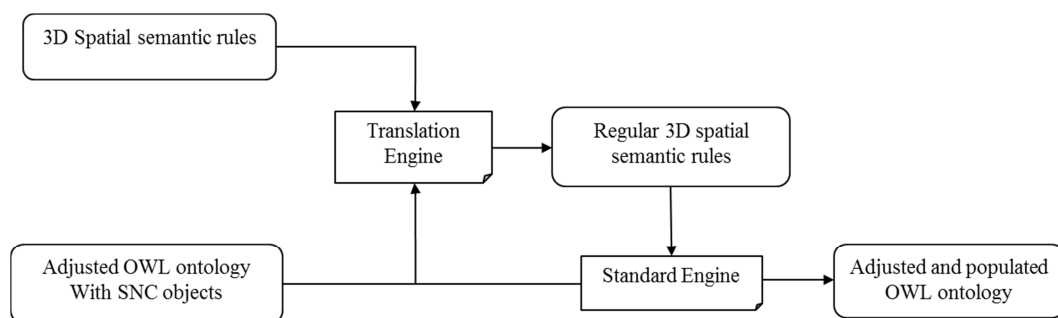 3D Spatial semantic rules
Translation
Engine
Regular 3D spatial
semantic rules
Adjusted OWL ontology
With SNC objects
Standard Engine
Adjusted and populated
OWL ontology